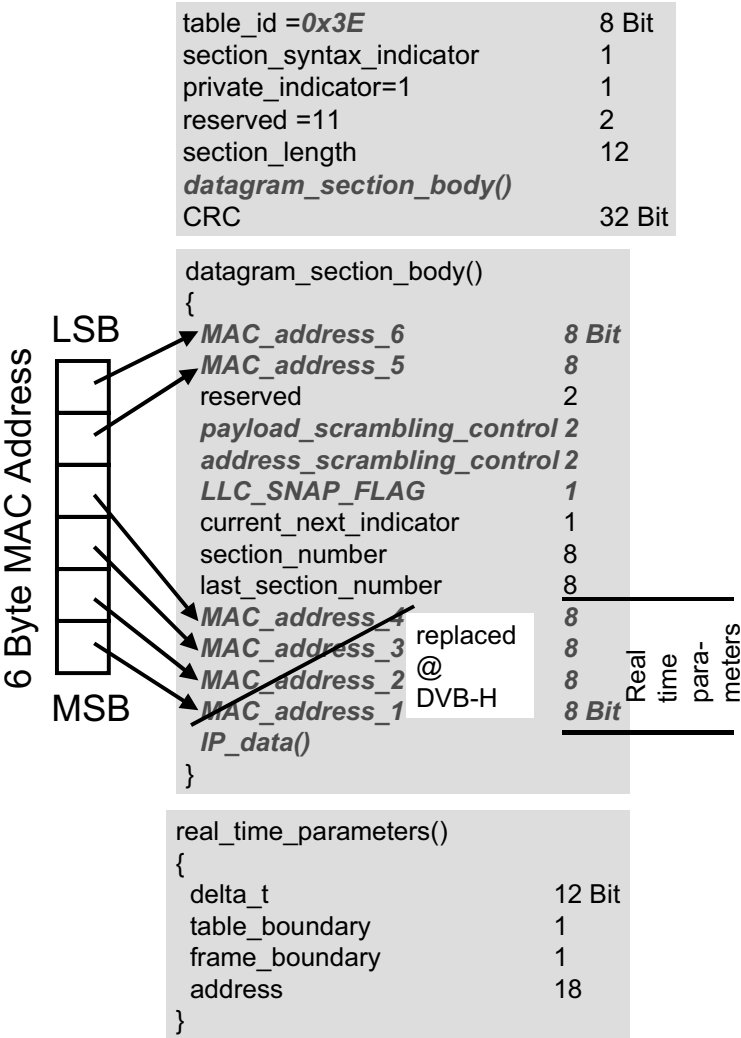 table_id =0x3E 8 Bit
section_syntax_indicator 1
private_indicator=1 1
reserved =11 2
section_length 12
datagram_section_body()
CRC 32 Bit
datagram_section_body()
{
MAC_address_6 8 Bit
MAC_address_5 8
reserved 2
payload_scrambling_control 2
address_scrambling_control 2
LLC_SNAP_FLAG 1
current_next_indicator 1
section_number 8
last_section_number 8
MAC_address_4 8
MAC_address_3 8
MAC_address_2 8
MAC_address_1 8 Bit
IP_data()
}
LSB
6 Byte MAC Address
MSB
replaced
@
DVB-H
Real
time
para-
meters
real_time_parameters()
{
delta_t 12 Bit
table_boundary 1
frame_boundary 1
address 18
}